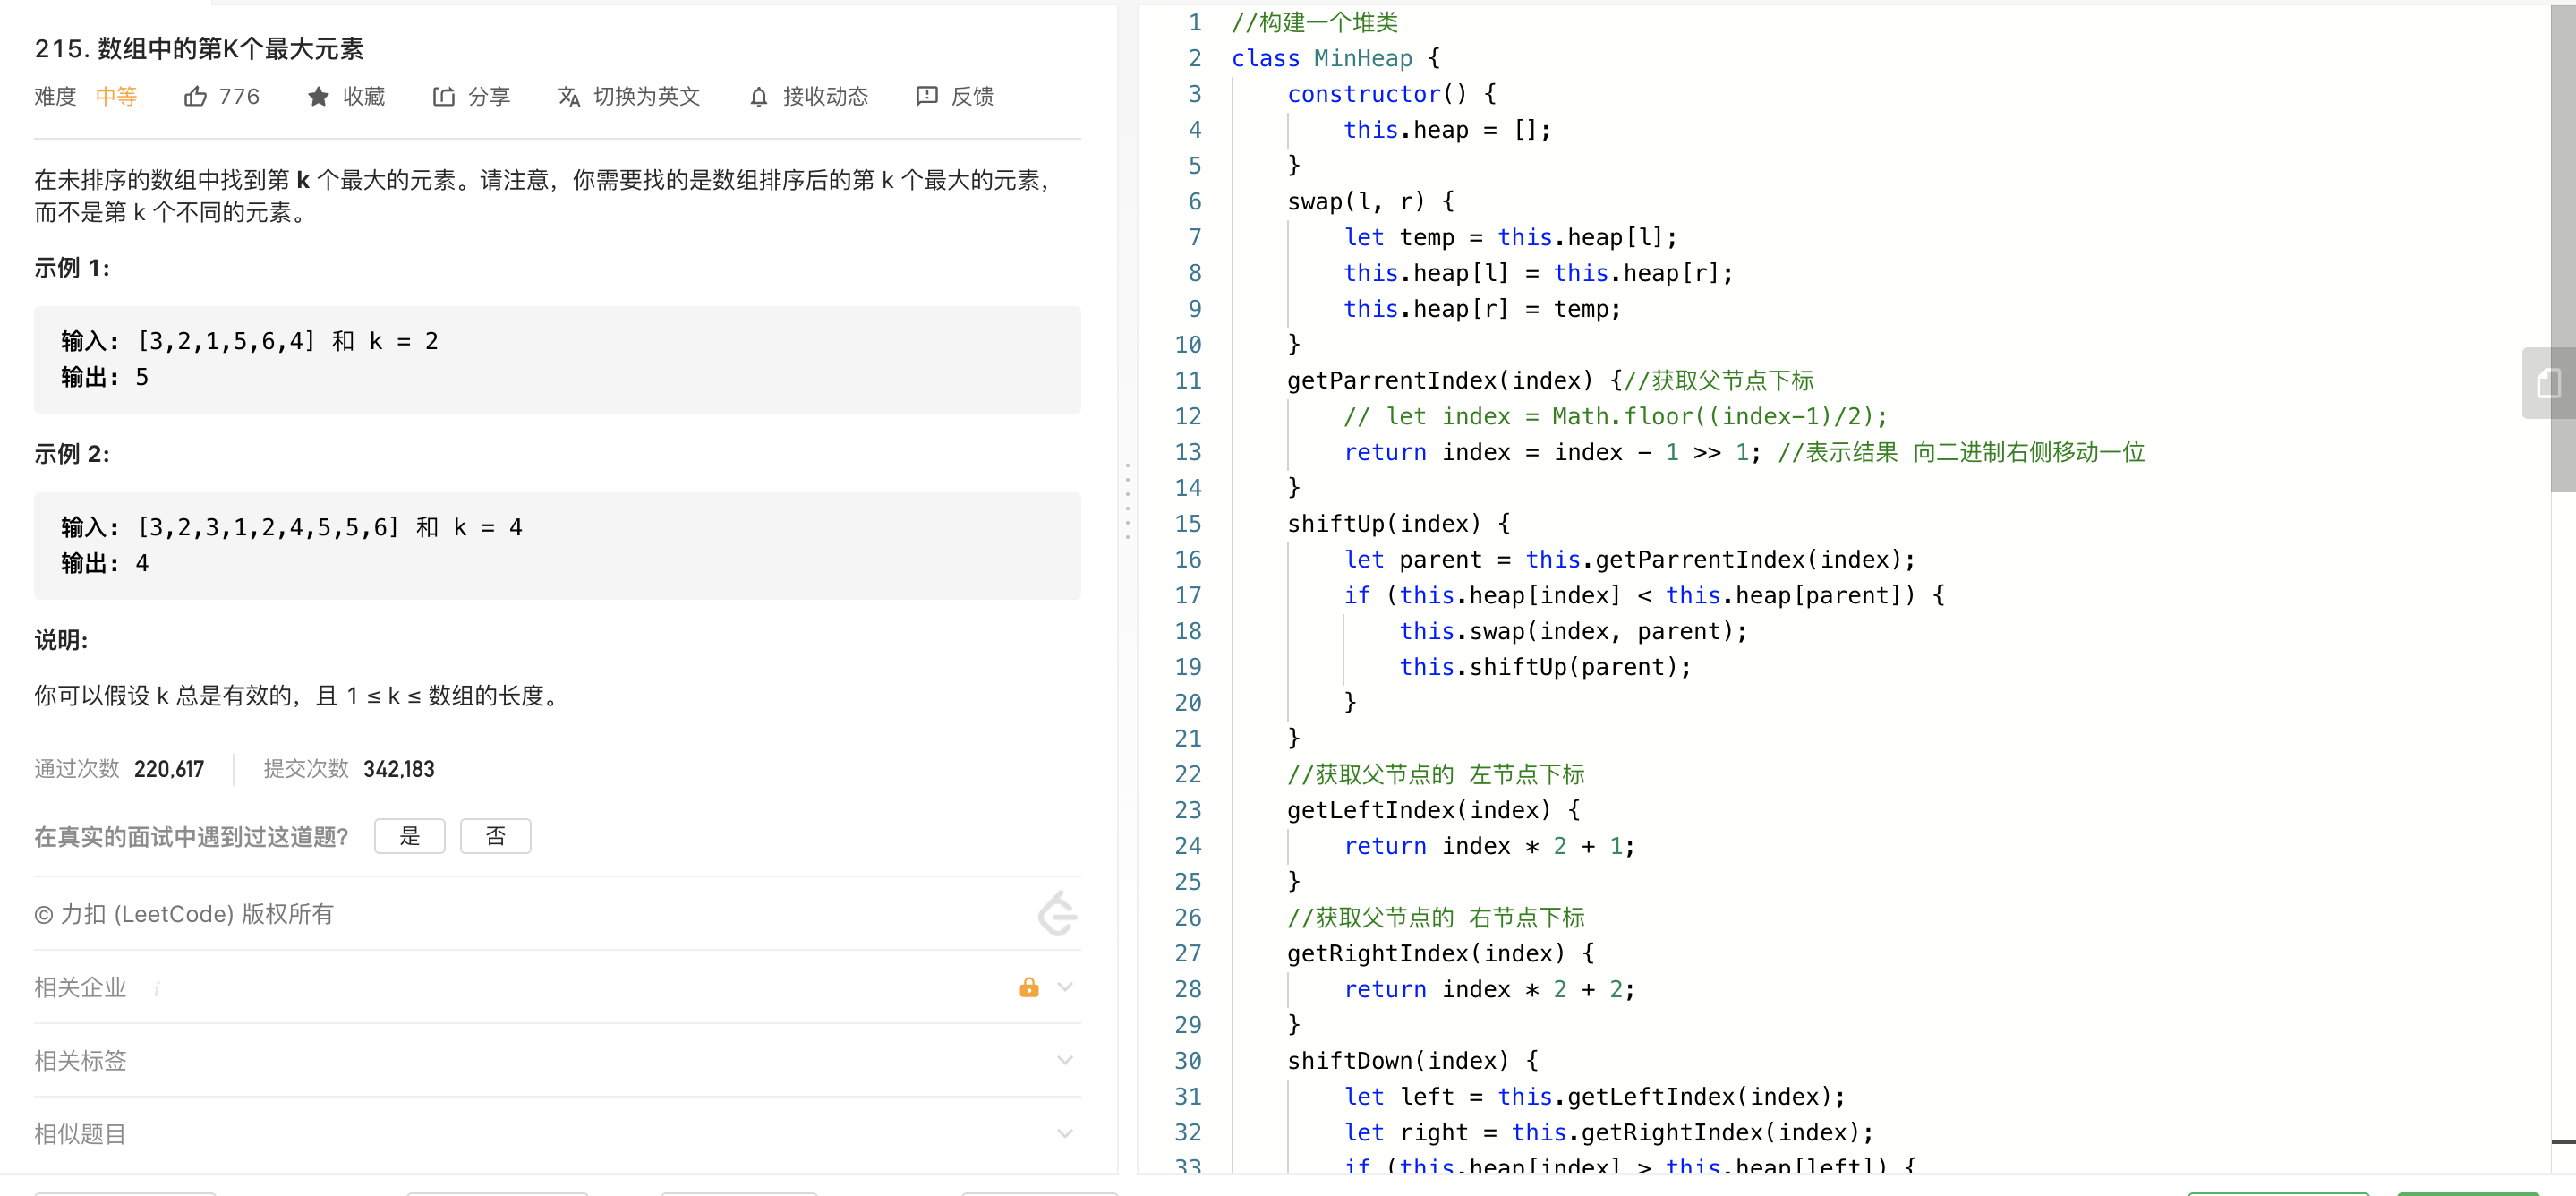 215. 数组中的第K个最大元素
难度 中等 776 收藏 分享 切换为英文 接收动态 反馈
在未排序的数组中找到第 k 个最大的元素。请注意，你需要找的是数组排序后的第 k 个最大的元素，
而不是第 k 个不同的元素。
示例 1:
输入: [3,2,1,5,6,4] 和 k = 2
输出: 5
示例 2:
输入: [3,2,3,1,2,4,5,5,6] 和 k = 4
输出: 4
说明:
你可以假设 k 总是有效的，且 1 ≤ k ≤ 数组的长度。
通过次数 220,617 提交次数 342,183
在真实的面试中遇到过这道题? 是 否
© 力扣 (LeetCode) 版权所有
相关企业 i
相关标签
相似题目
1 //构建一个堆类
2 class MinHeap {
3 constructor() {
4 this.heap = [];
5 }
6 swap(l, r) {
7 let temp = this.heap[l];
8 this.heap[l] = this.heap[r];
9 this.heap[r] = temp;
10 }
11 getParrentIndex(index) {//获取父节点下标
12 // let index = Math.floor((index-1)/2);
13 return index = index - 1 >> 1; //表示结果 向二进制右侧移动一位
14 }
15 shiftUp(index) {
16 let parent = this.getParrentIndex(index);
17 if (this.heap[index] < this.heap[parent]) {
18 this.swap(index, parent);
19 this.shiftUp(parent);
20 }
21 }
22 //获取父节点的 左节点下标
23 getLeftIndex(index) {
24 return index * 2 + 1;
25 }
26 //获取父节点的 右节点下标
27 getRightIndex(index) {
28 return index * 2 + 2;
29 }
30 shiftDown(index) {
31 let left = this.getLeftIndex(index);
32 let right = this.getRightIndex(index);
33 if (this.heap[index] > this.heap[left]) {